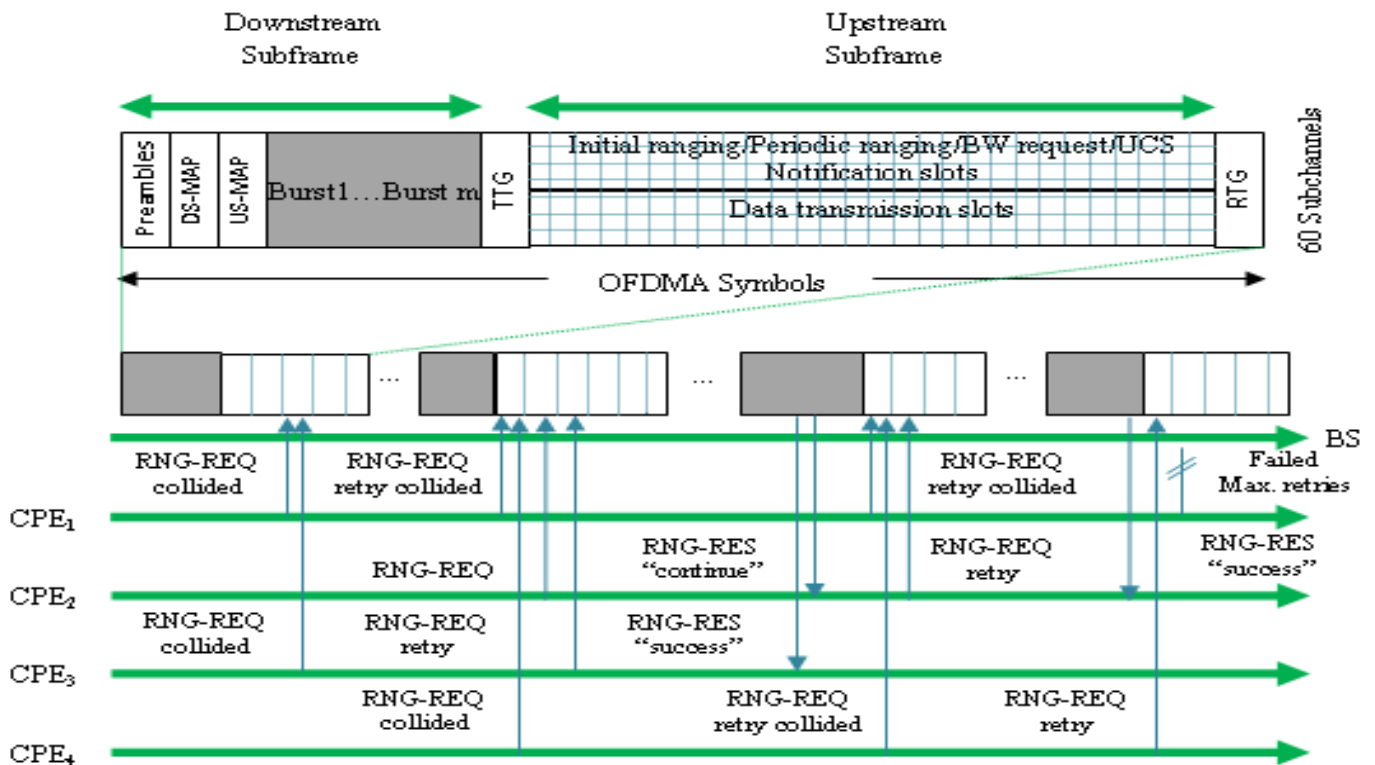 Downstream
Subframe
Upstream
Subframe
Preambles
DS-MAP
US-MAP
Burst1...Burst m
TTG
Initial ranging/Periodic ranging/BW request/UCS
Notification slots
Data transmission slots
RTG
60 Subchannels
OFDMA Symbols
...
...
...
BS
RNG-REQ
collided
RNG-REQ
retry collided
RNG-REQ
retry collided
Failed
Max. retries
CPE1
RNG-REQ
RNG-RES
"continue"
RNG-REQ
retry
RNG-RES
"success"
CPE2
RNG-REQ
collided
RNG-REQ
retry
RNG-RES
"success"
CPE3
RNG-REQ
collided
RNG-REQ
retry collided
RNG-REQ
retry
CPE4